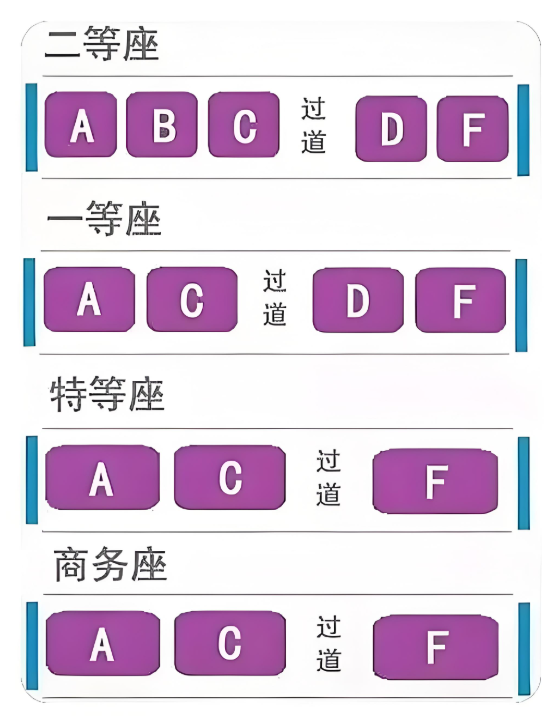 二等座
A B C 过道 D F
一等座
A C 过道 D F
特等座
A C 过道 F
商务座
A C 过道 F